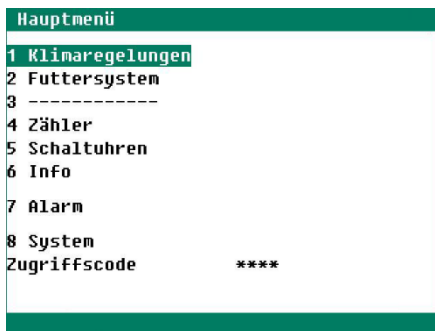 Hauptmenü
1 Klimaregelungen
2 Futtersystem
3 ------------
4 Zähler
5 Schaltuhren
6 Info
7 Alarm
8 System
Zugriffscode ****